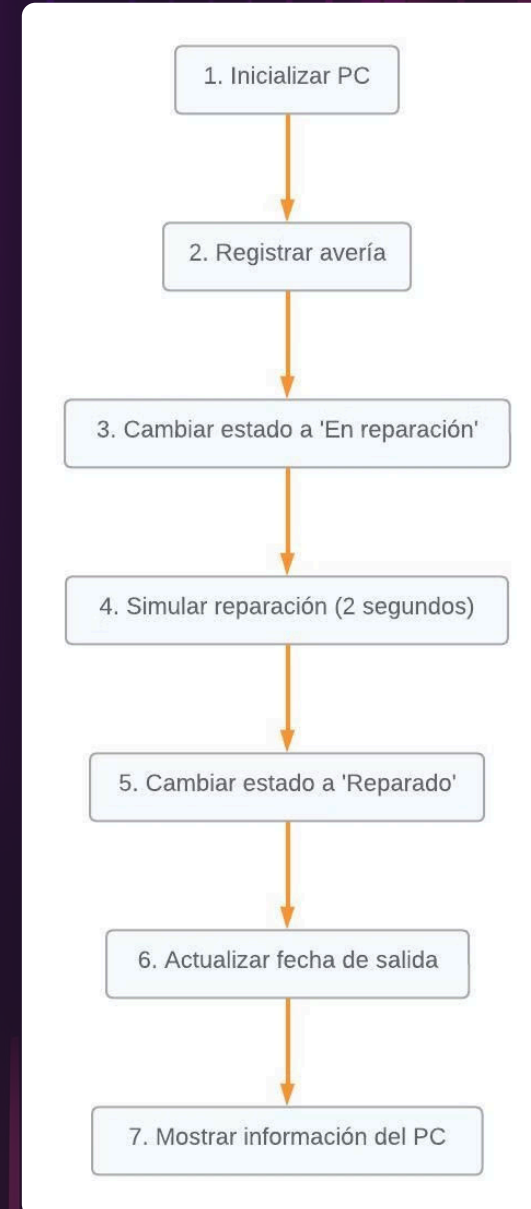 1. Inicializar PC
2. Registrar avería
3. Cambiar estado a 'En reparación'
4. Simular reparación (2 segundos)
5. Cambiar estado a 'Reparado'
6. Actualizar fecha de salida
7. Mostrar información del PC